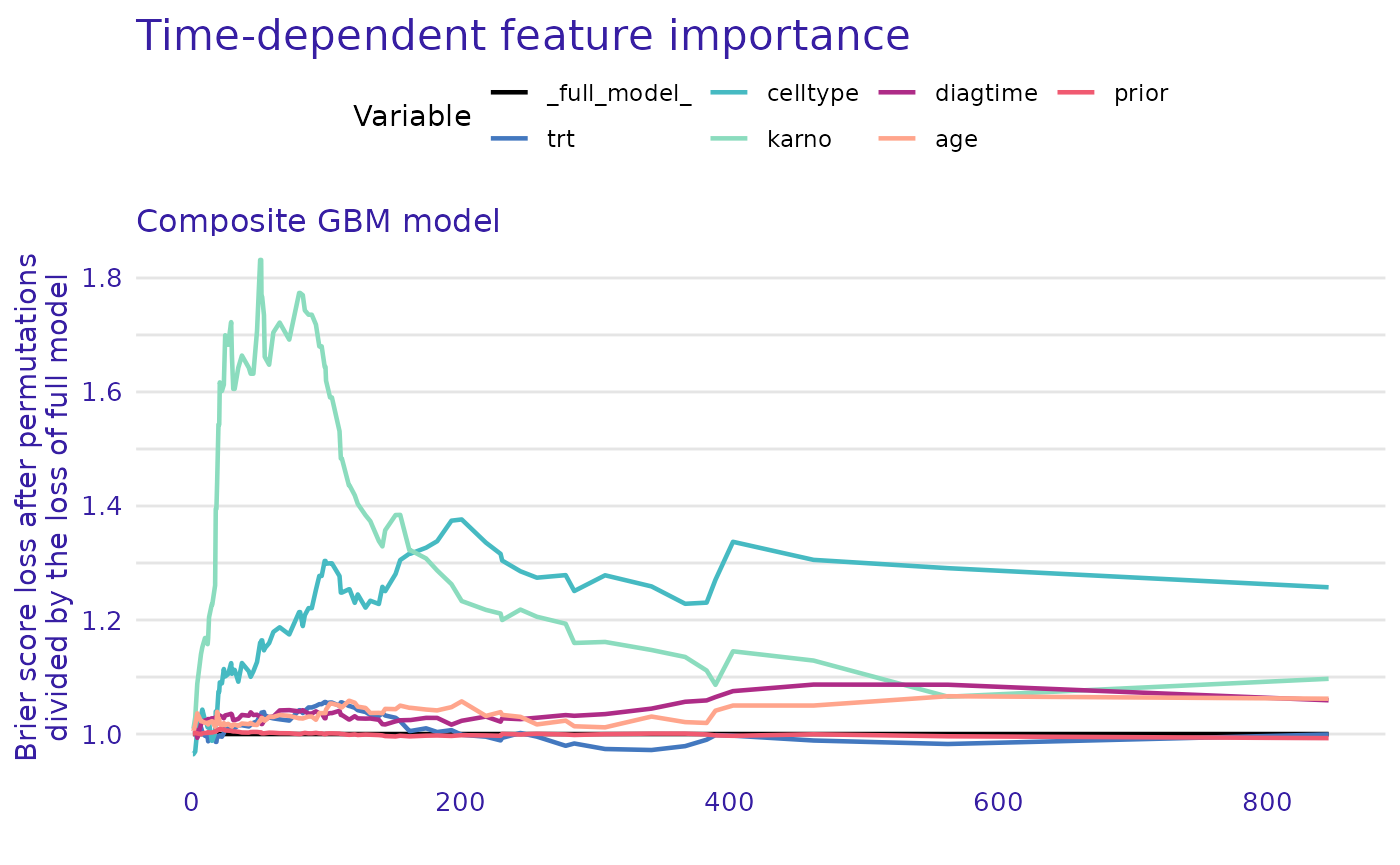 Time-dependent feature importance
Variable
_full_model_ celltype diagtime prior
trt karno age
Composite GBM model
Brier score loss after permutations
divided by the loss of full model
1.8
1.6
1.4
1.2
1.0
0 200 400 600 800